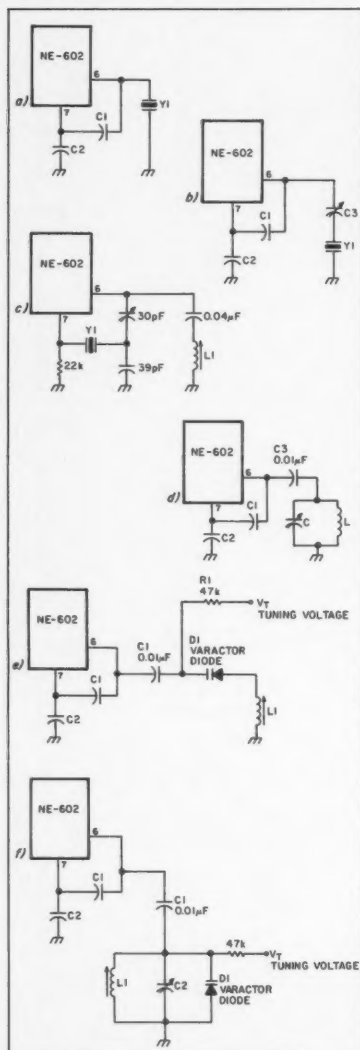 a)
NE-602
6
7
C1
C2
Y1
b)
NE-602
6
7
C1
C2
C3
Y1
c)
NE-602
6
7
Y1
22k
30pF
39pF
0.04µF
L1
d)
NE-602
6
7
C1
C2
C3
0.01µF
C
L
e)
NE-602
6
7
C1
C2
C1
0.01µF
R1
47k
VT
TUNING VOLTAGE
D1
VARACTOR
DIODE
L1
f)
NE-602
6
7
C1
C2
C1
0.01µF
47k
VT
TUNING VOLTAGE
L1
C2
D1
VARACTOR
DIODE